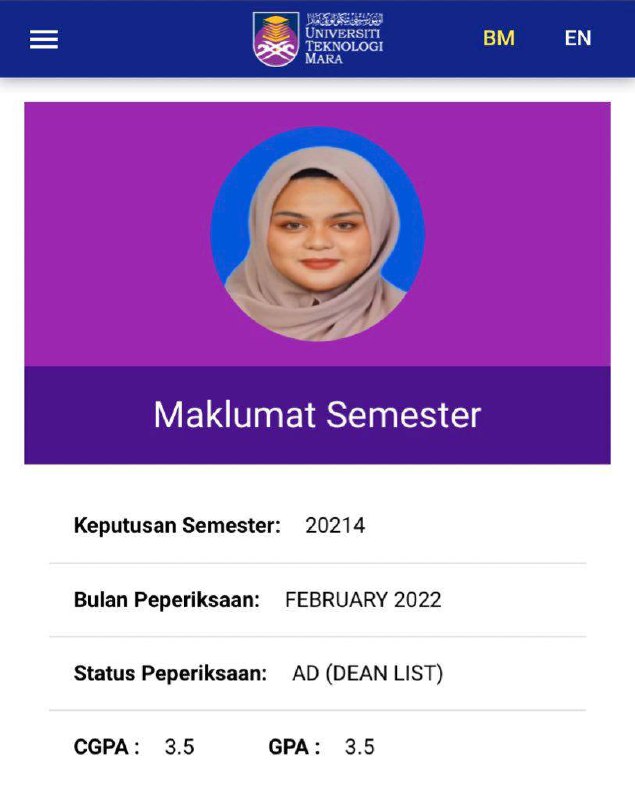 UNIVERSITI
TEKNOLOGI
MARA
BM EN
Maklumat Semester
Keputusan Semester: 20214
Bulan Peperiksaan: FEBRUARY 2022
Status Peperiksaan: AD (DEAN LIST)
CGPA : 3.5 GPA : 3.5